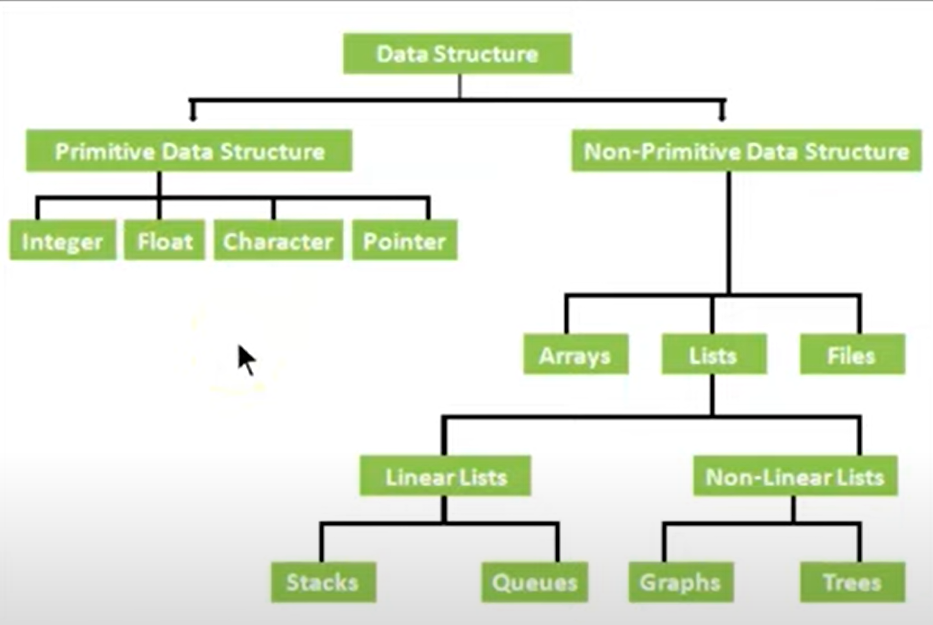 Data Structure
Primitive Data Structure
Non-Primitive Data Structure
Integer
Float
Character
Pointer
Arrays
Lists
Files
Linear Lists
Non-Linear Lists
Stacks
Queues
Graphs
Trees